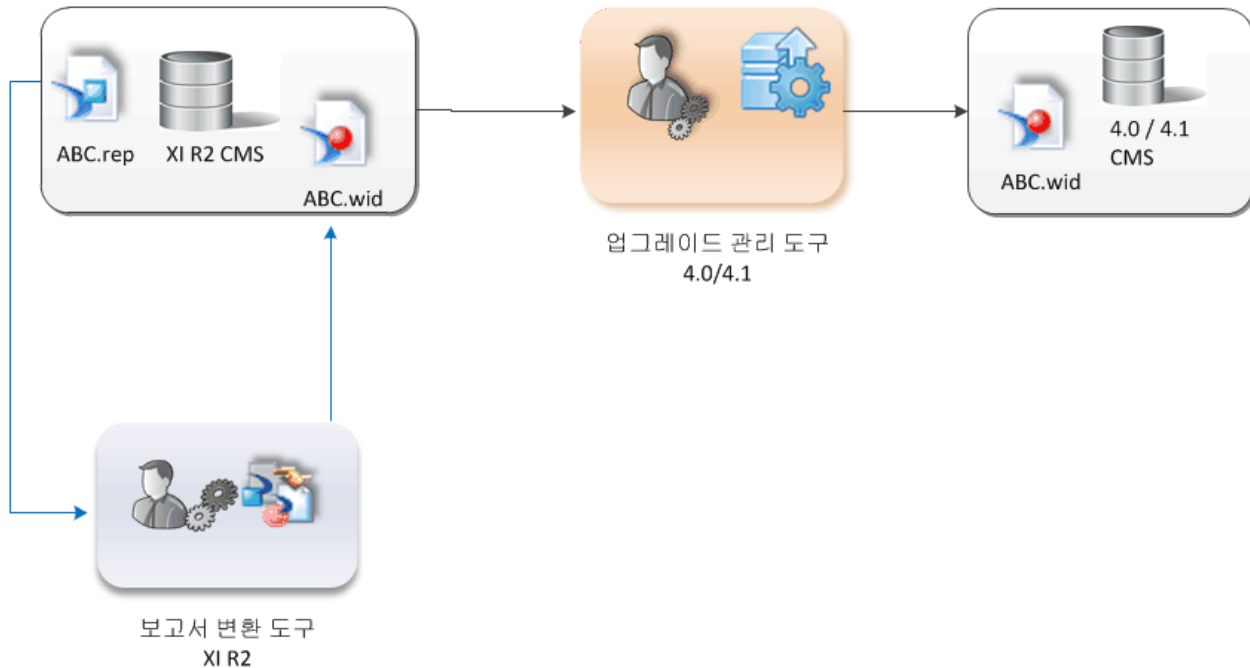 ABC.rep
XI R2 CMS
ABC.wid
업그레이드 관리 도구
4.0/4.1
ABC.wid
4.0 / 4.1
CMS
보고서 변환 도구
XI R2